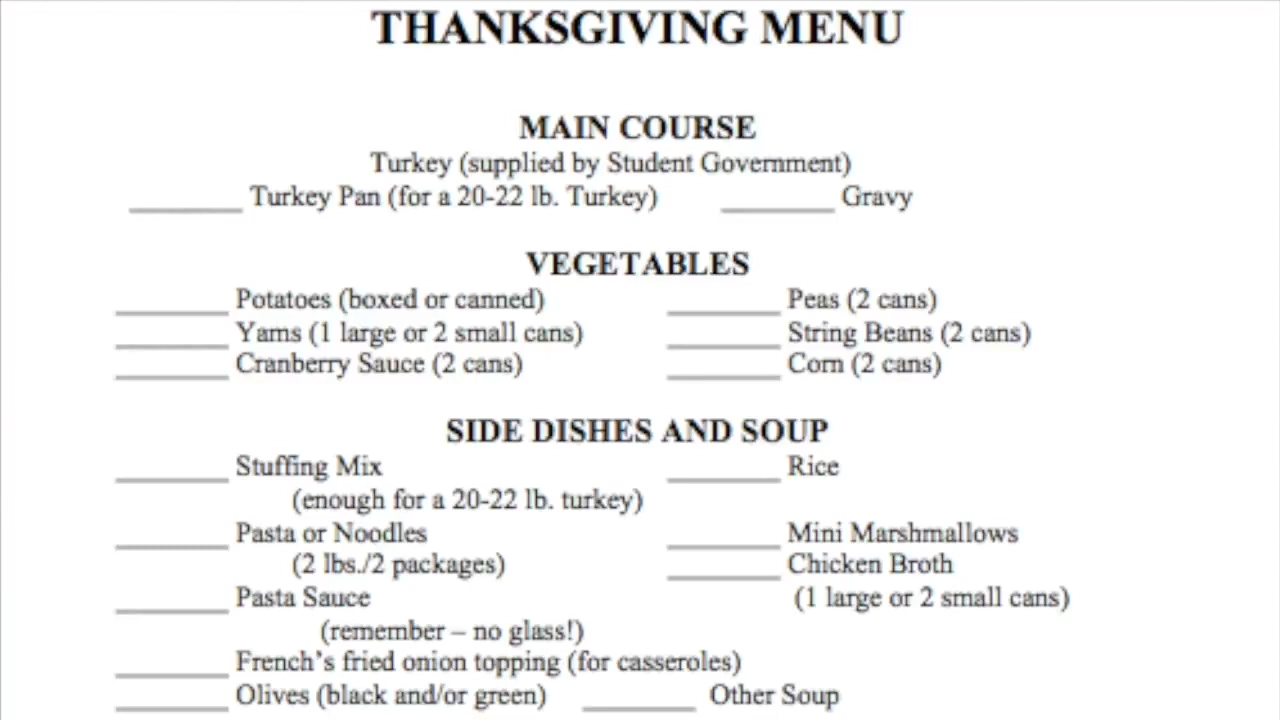 THANKSGIVING MENU
MAIN COURSE
Turkey (supplied by Student Government)
________ Turkey Pan (for a 20-22 lb. Turkey) ________ Gravy
VEGETABLES
________ Potatoes (boxed or canned) ________ Peas (2 cans)
________ Yams (1 large or 2 small cans) ________ String Beans (2 cans)
________ Cranberry Sauce (2 cans) ________ Corn (2 cans)
SIDE DISHES AND SOUP
________ Stuffing Mix ________ Rice
(enough for a 20-22 lb. turkey)
________ Pasta or Noodles ________ Mini Marshmallows
(2 lbs./2 packages) ________ Chicken Broth
________ Pasta Sauce (1 large or 2 small cans)
(remember – no glass!)
________ French’s fried onion topping (for casseroles)
________ Olives (black and/or green) ________ Other Soup